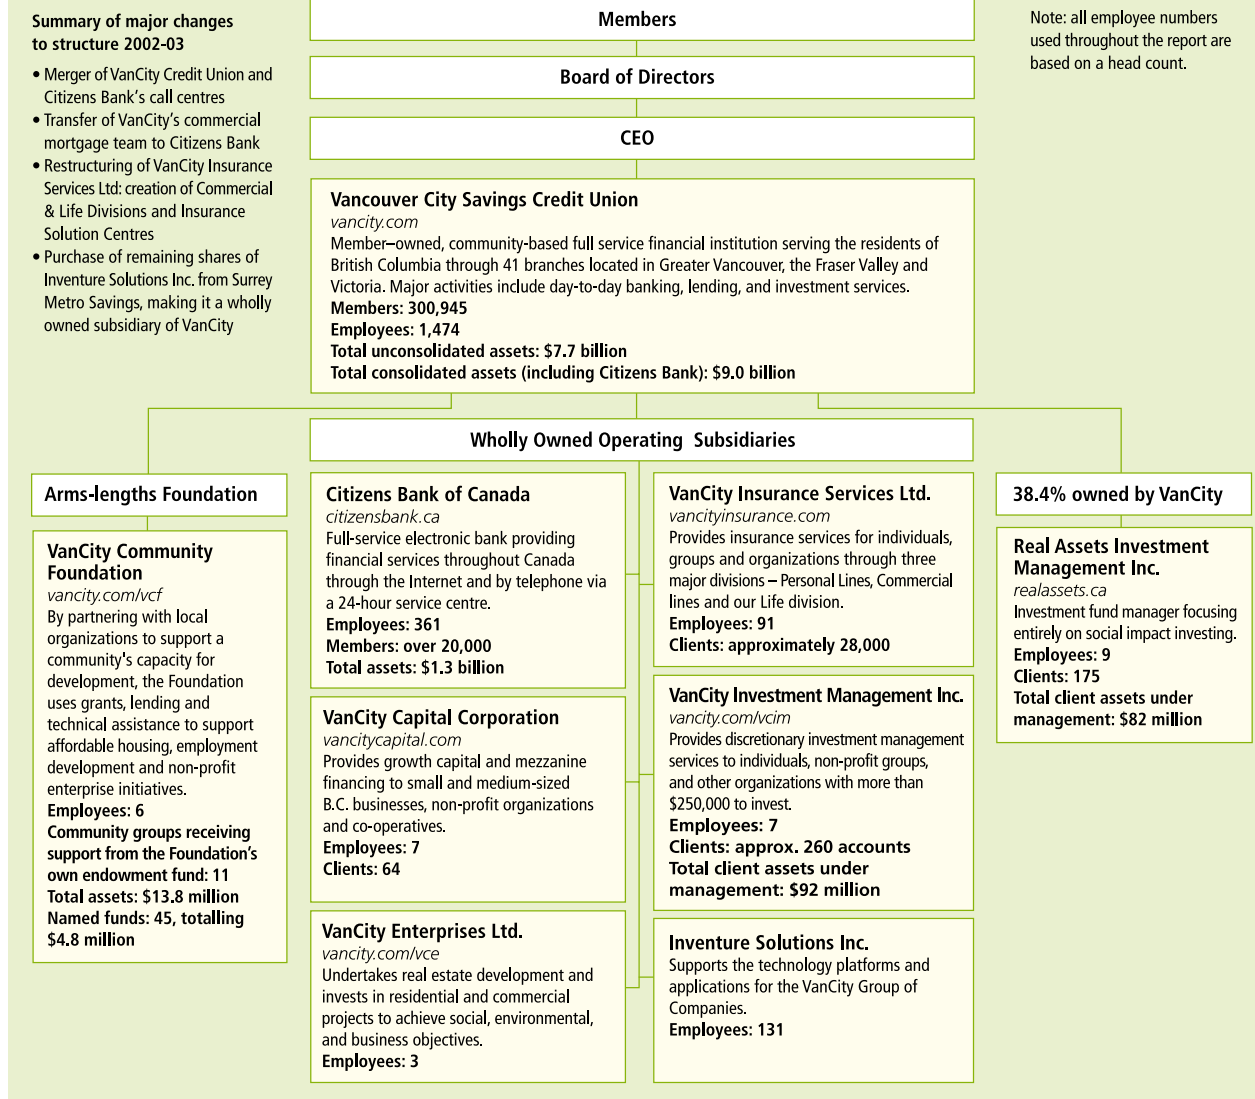 Summary of major changes
to structure 2002-03
• Merger of VanCity Credit Union and
Citizens Bank's call centres
• Transfer of VanCity's commercial
mortgage team to Citizens Bank
• Restructuring of VanCity Insurance
Services Ltd: creation of Commercial
& Life Divisions and Insurance
Solution Centres
• Purchase of remaining shares of
Inventure Solutions Inc. from Surrey
Metro Savings, making it a wholly
owned subsidiary of VanCity
Members
Board of Directors
CEO
Note: all employee numbers
used throughout the report are
based on a head count.
Vancouver City Savings Credit Union
vancity.com
Member–owned, community-based full service financial institution serving the residents of
British Columbia through 41 branches located in Greater Vancouver, the Fraser Valley and
Victoria. Major activities include day-to-day banking, lending, and investment services.
Members: 300,945
Employees: 1,474
Total unconsolidated assets: $7.7 billion
Total consolidated assets (including Citizens Bank): $9.0 billion
Arms-lengths Foundation
VanCity Community
Foundation
vancity.com/vcf
By partnering with local
organizations to support a
community's capacity for
development, the Foundation
uses grants, lending and
technical assistance to support
affordable housing, employment
development and non-profit
enterprise initiatives.
Employees: 6
Community groups receiving
support from the Foundation's
own endowment fund: 11
Total assets: $13.8 million
Named funds: 45, totalling
$4.8 million
Wholly Owned Operating Subsidiaries
Citizens Bank of Canada
citizensbank.ca
Full-service electronic bank providing
financial services throughout Canada
through the Internet and by telephone via
a 24-hour service centre.
Employees: 361
Members: over 20,000
Total assets: $1.3 billion
VanCity Capital Corporation
vancitycapital.com
Provides growth capital and mezzanine
financing to small and medium-sized
B.C. businesses, non-profit organizations
and co-operatives.
Employees: 7
Clients: 64
VanCity Enterprises Ltd.
vancity.com/vce
Undertakes real estate development and
invests in residential and commercial
projects to achieve social, environmental,
and business objectives.
Employees: 3
VanCity Insurance Services Ltd.
vancityinsurance.com
Provides insurance services for individuals,
groups and organizations through three
major divisions – Personal Lines, Commercial
lines and our Life division.
Employees: 91
Clients: approximately 28,000
VanCity Investment Management Inc.
vancity.com/vcim
Provides discretionary investment management
services to individuals, non-profit groups,
and other organizations with more than
$250,000 to invest.
Employees: 7
Clients: approx. 260 accounts
Total client assets under
management: $92 million
Inventure Solutions Inc.
Supports the technology platforms and
applications for the VanCity Group of
Companies.
Employees: 131
38.4% owned by VanCity
Real Assets Investment
Management Inc.
realassets.ca
Investment fund manager focusing
entirely on social impact investing.
Employees: 9
Clients: 175
Total client assets under
management: $82 million